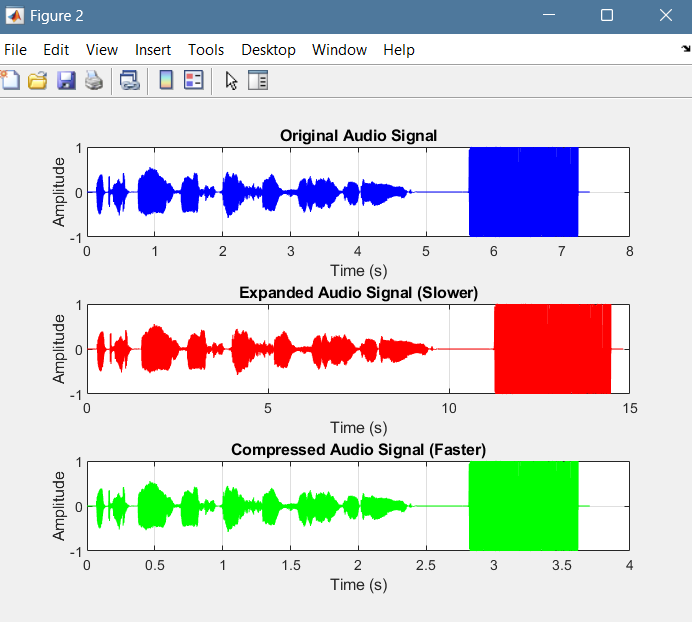 Figure 2
File Edit View Insert Tools Desktop Window Help
Original Audio Signal
1
0
-1
Amplitude
0 1 2 3 4 5 6 7 8
Time (s)
Expanded Audio Signal (Slower)
1
0
-1
Amplitude
0 5 10 15
Time (s)
Compressed Audio Signal (Faster)
1
0
-1
Amplitude
0 0.5 1 1.5 2 2.5 3 3.5 4
Time (s)